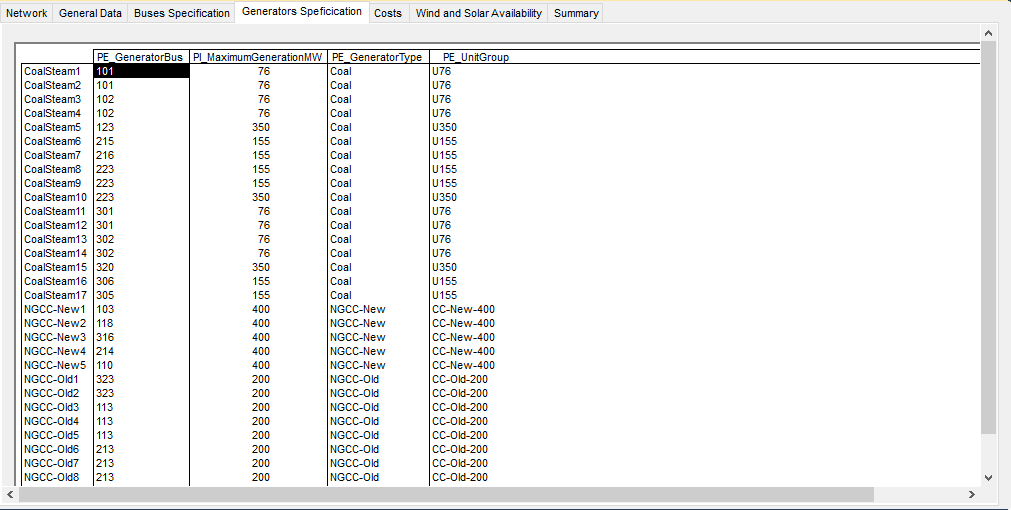 Network General Data Buses Specification Generators Speficication Costs Wind and Solar Availability Summary
PE_GeneratorBus PI_MaximumGenerationMW PE_GeneratorType PE_UnitGroup
CoalSteam1 101 76 Coal U76
CoalSteam2 101 76 Coal U76
CoalSteam3 102 76 Coal U76
CoalSteam4 102 76 Coal U76
CoalSteam5 123 350 Coal U350
CoalSteam6 215 155 Coal U155
CoalSteam7 216 155 Coal U155
CoalSteam8 223 155 Coal U155
CoalSteam9 223 155 Coal U155
CoalSteam10 223 350 Coal U350
CoalSteam11 301 76 Coal U76
CoalSteam12 301 76 Coal U76
CoalSteam13 302 76 Coal U76
CoalSteam14 302 76 Coal U76
CoalSteam15 320 350 Coal U350
CoalSteam16 306 155 Coal U155
CoalSteam17 305 155 Coal U155
NGCC-New1 103 400 NGCC-New CC-New-400
NGCC-New2 118 400 NGCC-New CC-New-400
NGCC-New3 316 400 NGCC-New CC-New-400
NGCC-New4 214 400 NGCC-New CC-New-400
NGCC-New5 110 400 NGCC-New CC-New-400
NGCC-Old1 323 200 NGCC-Old CC-Old-200
NGCC-Old2 323 200 NGCC-Old CC-Old-200
NGCC-Old3 113 200 NGCC-Old CC-Old-200
NGCC-Old4 113 200 NGCC-Old CC-Old-200
NGCC-Old5 113 200 NGCC-Old CC-Old-200
NGCC-Old6 213 200 NGCC-Old CC-Old-200
NGCC-Old7 213 200 NGCC-Old CC-Old-200
NGCC-Old8 213 200 NGCC-Old CC-Old-200